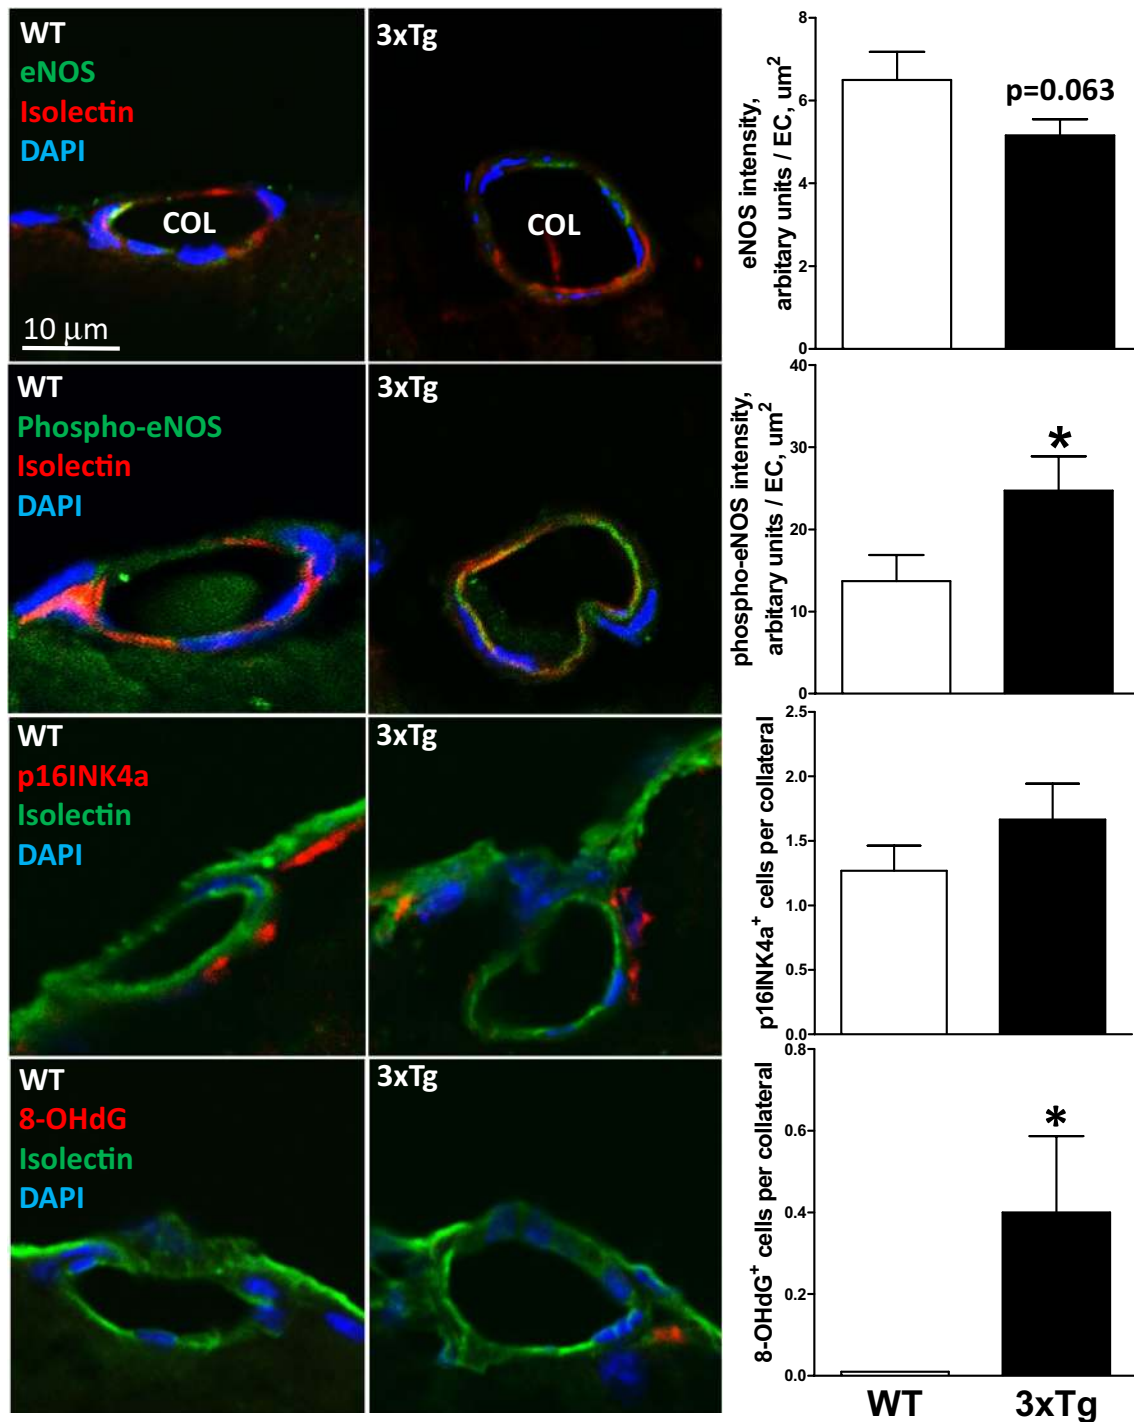 WT
eNOS
Isolectin
DAPI
COL
10 μm
3xTg
COL
eNOS intensity,
arbitary units / EC, um²
8
6
4
2
0
p=0.063
WT
Phospho-eNOS
Isolectin
DAPI
3xTg
phospho-eNOS intensity,
arbitary units / EC, um²
40
30
20
10
0
*
WT
p16INK4a
Isolectin
DAPI
3xTg
p16INK4a⁺ cells per collateral
2.5
2.0
1.5
1.0
0.5
0.0
WT
8-OHdG
Isolectin
DAPI
3xTg
8-OHdG⁺ cells per collateral
0.8
0.6
0.4
0.2
0.0
*
WT
3xTg